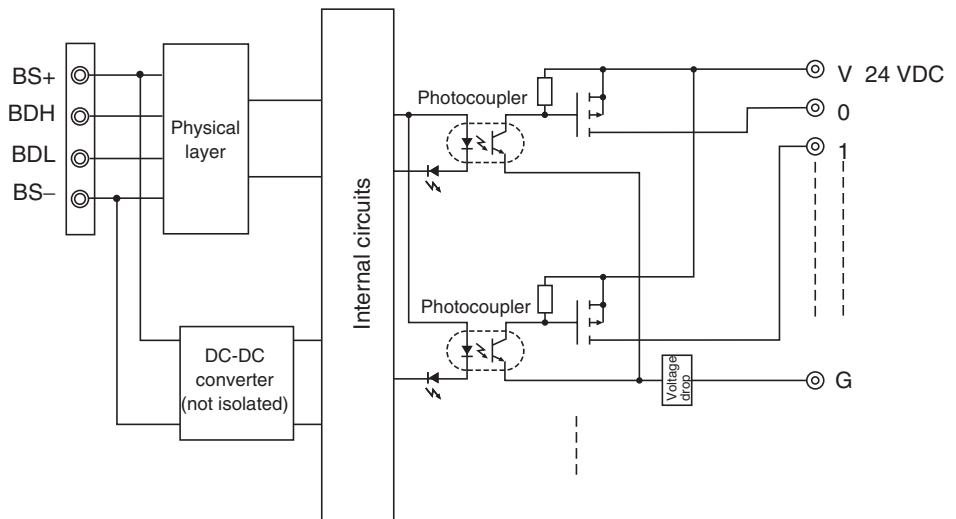 BS+
BDH
BDL
BS−
Physical
layer
DC-DC
converter
(not isolated)
Internal circuits
Photocoupler
Photocoupler
Voltage
drop
V 24 VDC
0
1
G